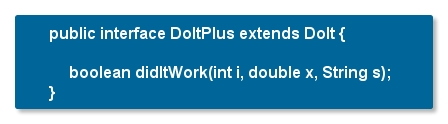 public interface DoItPlus extends DoIt {
boolean didItWork(int i, double x, String s);
}